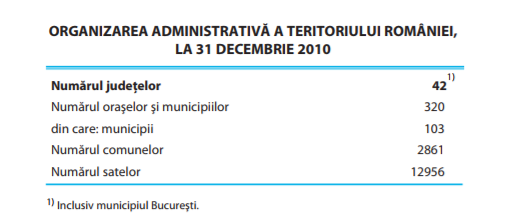 ORGANIZAREA ADMINISTRATIVĂ A TERITORIULUI ROMÂNIEI,
LA 31 DECEMBRIE 2010
Numărul județelor 42 1)
Numărul orașelor și municipiilor 320
din care: municipii 103
Numărul comunelor 2861
Numărul satelor 12956
1) Inclusiv municipiul București.